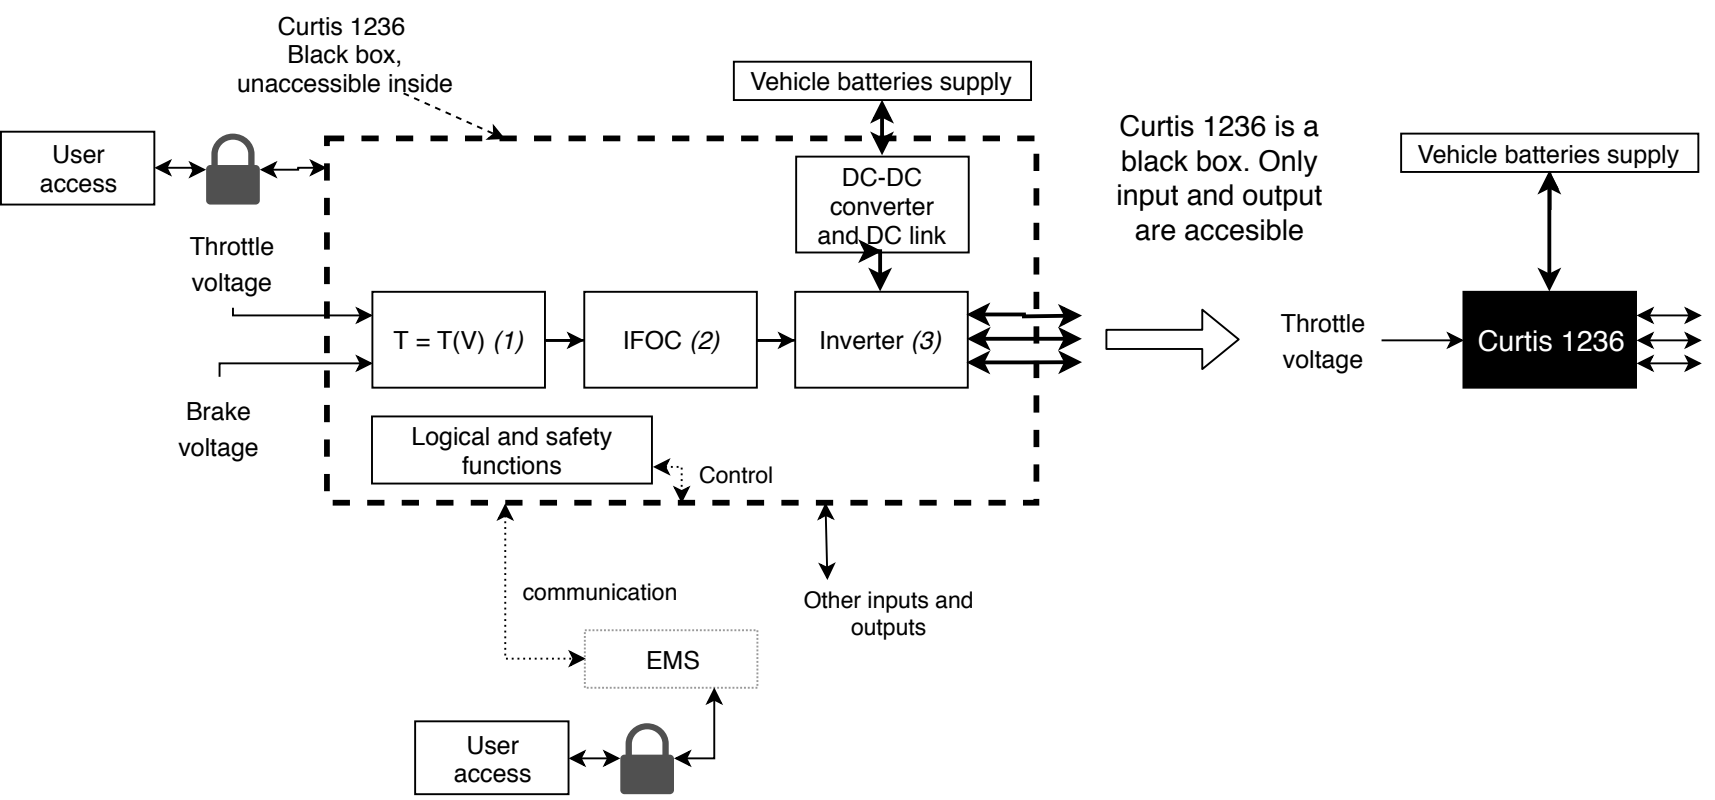 Curtis 1236
Black box,
unaccessible inside
Vehicle batteries supply
User
access
DC-DC
converter
and DC link
Throttle
voltage
T = T(V) (1)
IFOC (2)
Inverter (3)
Brake
voltage
Logical and safety
functions
Control
communication
Other inputs and
outputs
EMS
User
access
Curtis 1236 is a
black box. Only
input and output
are accesible
Vehicle batteries supply
Throttle
voltage
Curtis 1236